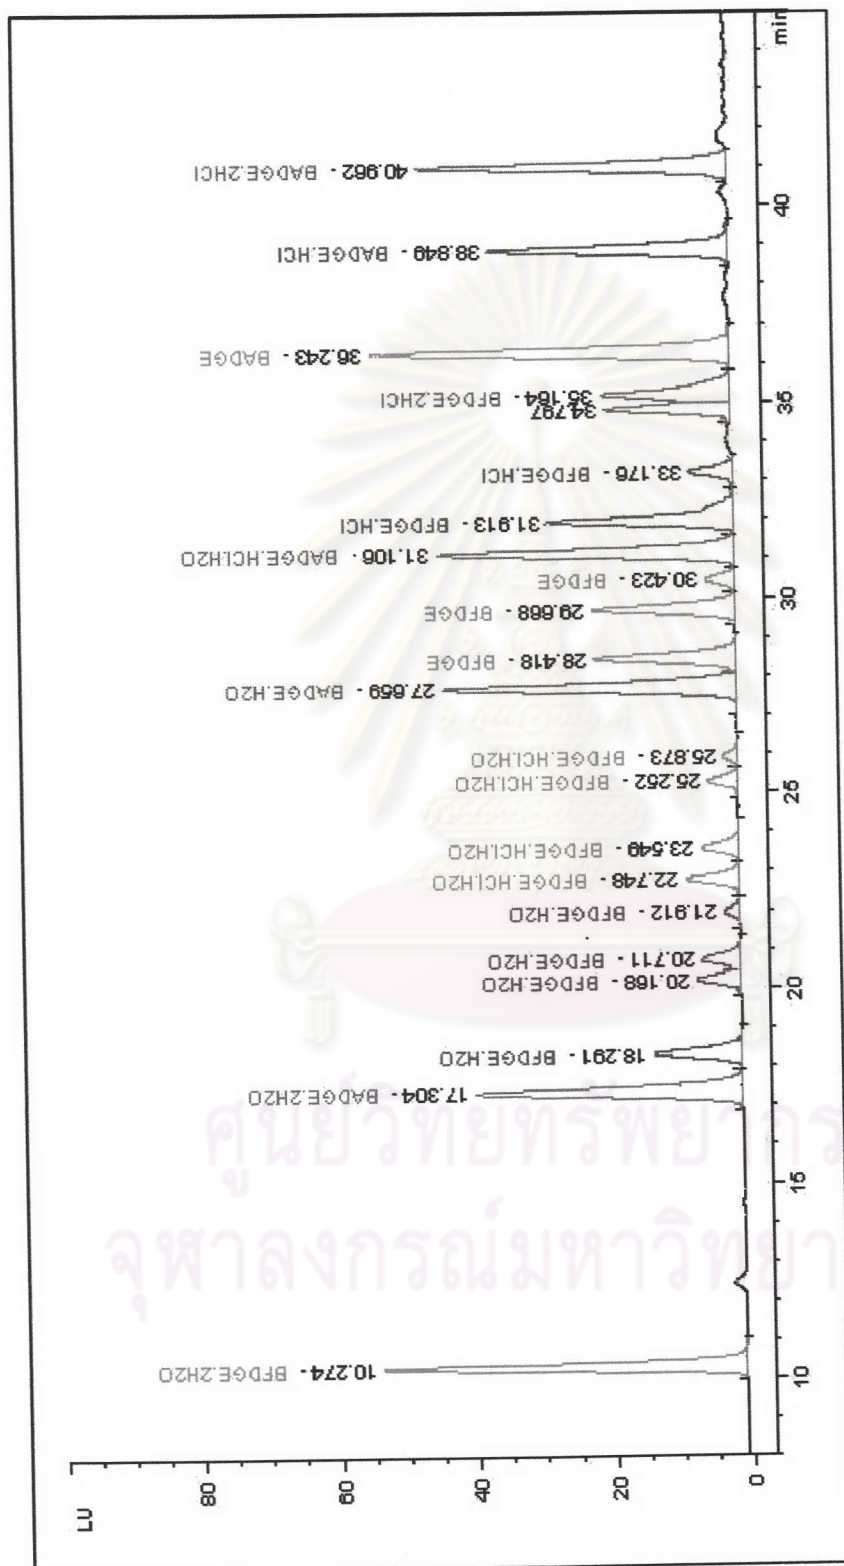 LU
80
60
40
20
0
10.274 - BFDGE.2H2O
17.304 - BADGE.2H2O
18.291 - BFDGE.H2O
20.168 - BFDGE.H2O
20.711 - BFDGE.H2O
21.912 - BFDGE.H2O
22.748 - BFDGE.HCl.H2O
23.549 - BFDGE.HCl.H2O
25.252 - BFDGE.HCl.H2O
25.873 - BFDGE.HCl.H2O
27.659 - BADGE.H2O
28.418 - BFDGE
29.668 - BFDGE
30.423 - BFDGE
31.106 - BADGE.HCl.H2O
31.913 - BFDGE.HCl
33.176 - BFDGE.HCl
34.797
35.164 - BFDGE.2HCl
36.243 - BADGE
38.849 - BADGE.HCl
40.962 - BADGE.2HCl
10
15
20
25
30
35
40
min
ศูนย์วิทยทรัพยากร
จุฬาลงกรณ์มหาวิทยา